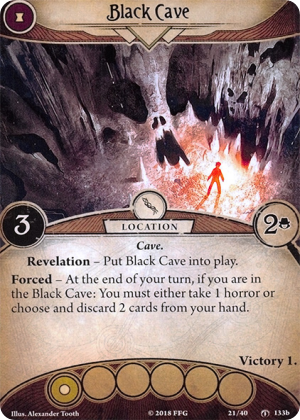 Black Cave
3
LOCATION
2
Cave.
Revelation – Put Black Cave into play.
Forced – At the end of your turn, if you are
in the Black Cave: You must either take 1 horror or
choose and discard 2 cards from your hand.
Victory 1.
Illus. Alexander Tooth
© 2018 FFG
21/40
133b